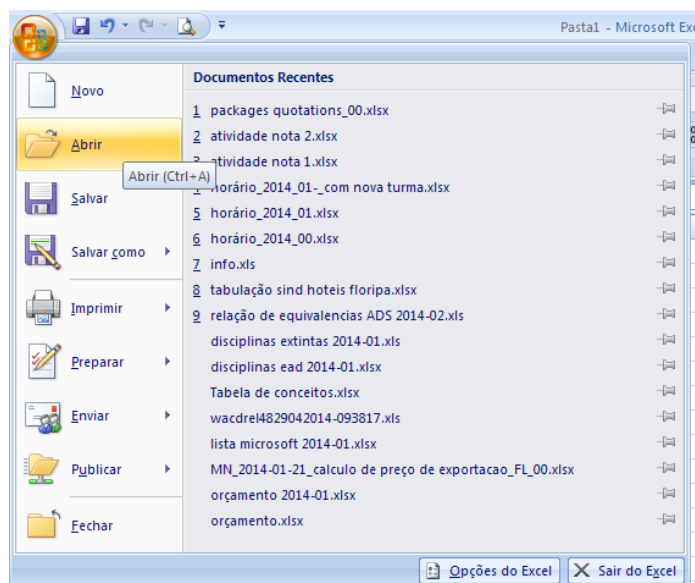 Pasta1 - Microsoft Exc
Novo
Abrir
Abrir (Ctrl+A)
Salvar
Salvar como
Imprimir
Preparar
Enviar
Publicar
Fechar
Documentos Recentes
1 packages quotations_00.xlsx
2 atividade nota 2.xlsx
3 atividade nota 1.xlsx
4 horário_2014_01-_com nova turma.xlsx
5 horário_2014_01.xlsx
6 horário_2014_00.xlsx
7 info.xls
8 tabulação sind hoteis floripa.xlsx
9 relação de equivalencias ADS 2014-02.xls
disciplinas extintas 2014-01.xls
disciplinas ead 2014-01.xlsx
Tabela de conceitos.xlsx
wacdrel4829042014-093817.xls
lista microsoft 2014-01.xlsx
MN_2014-01-21_calculo de preço de exportacao_FL_00.xlsx
orçamento 2014-01.xlsx
orçamento.xlsx
Opções do Excel
Sair do Excel